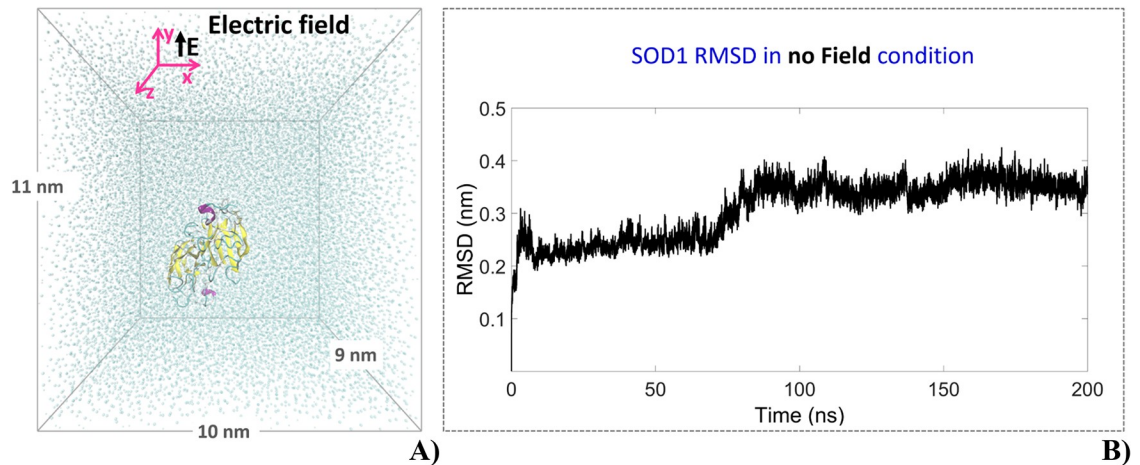 Electric field
y
E
x
z
11 nm
9 nm
10 nm
A)
SOD1 RMSD in no Field condition
0.5
0.4
0.3
0.2
0.1
RMSD (nm)
0
50
100
150
200
Time (ns)
B)